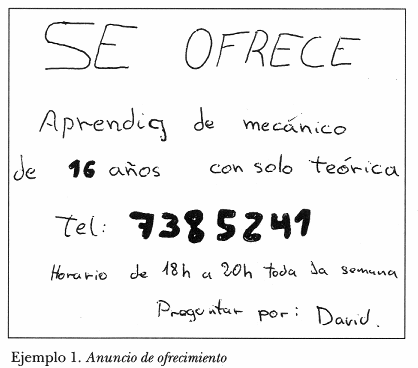 SE OFRECE
Aprendiz de mecánico
de 16 años con solo teórica
Tel: 7385241
Horario de 18h a 20h toda la semana
Preguntar por: David.
Ejemplo 1. Anuncio de ofrecimiento